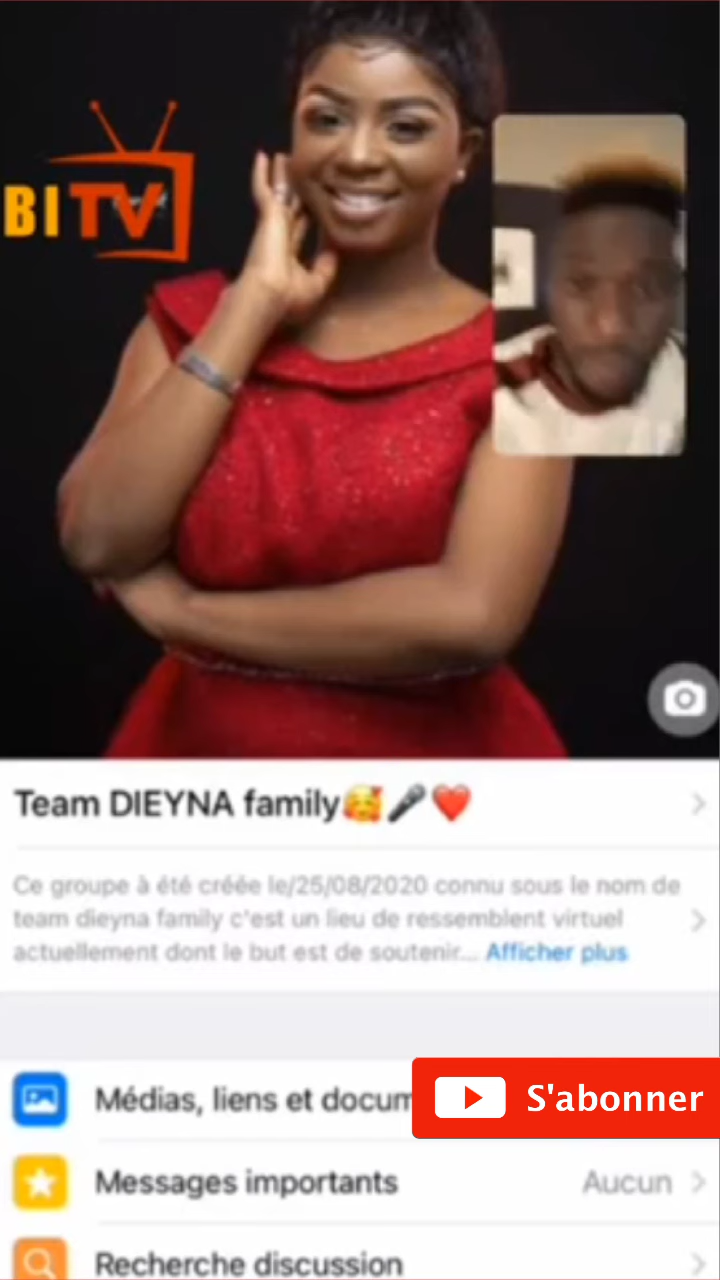 BI TV
Team DIEYNA family🥰🎤❤️
Ce groupe à été créée le/25/08/2020 connu sous le nom de
team dieyna family c'est un lieu de ressemblent virtuel
actuellement dont le but est de soutenir... Afficher plus
Médias, liens et docum
S'abonner
Messages importants Aucun
Recherche discussion